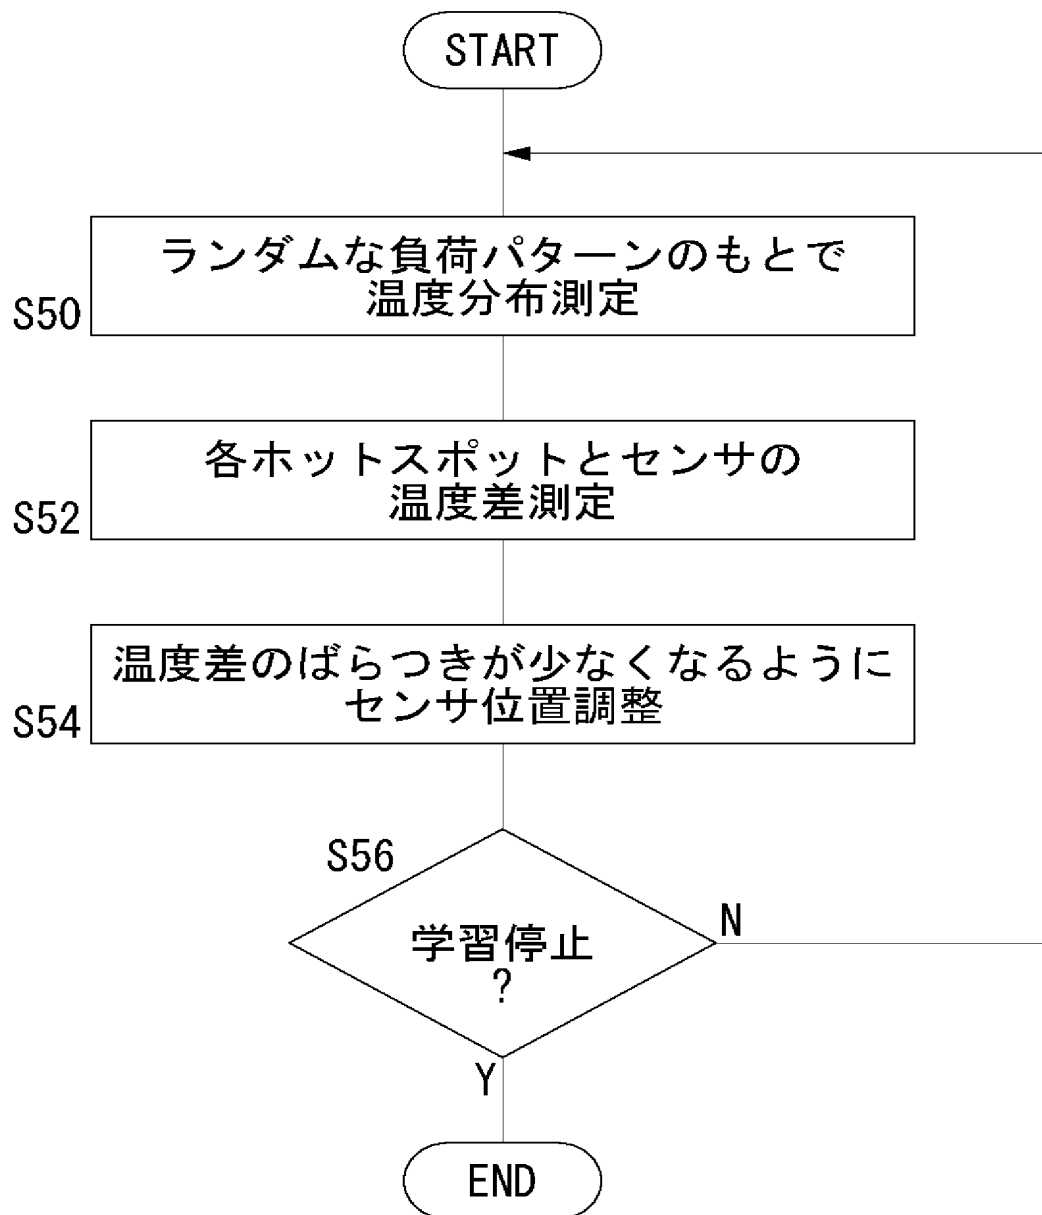 START
ランダムな負荷パターンのもとで
温度分布測定
S50
各ホットスポットとセンサの
温度差測定
S52
温度差のばらつきが少なくなるように
センサ位置調整
S54
S56
学習停止
?
N
Y
END